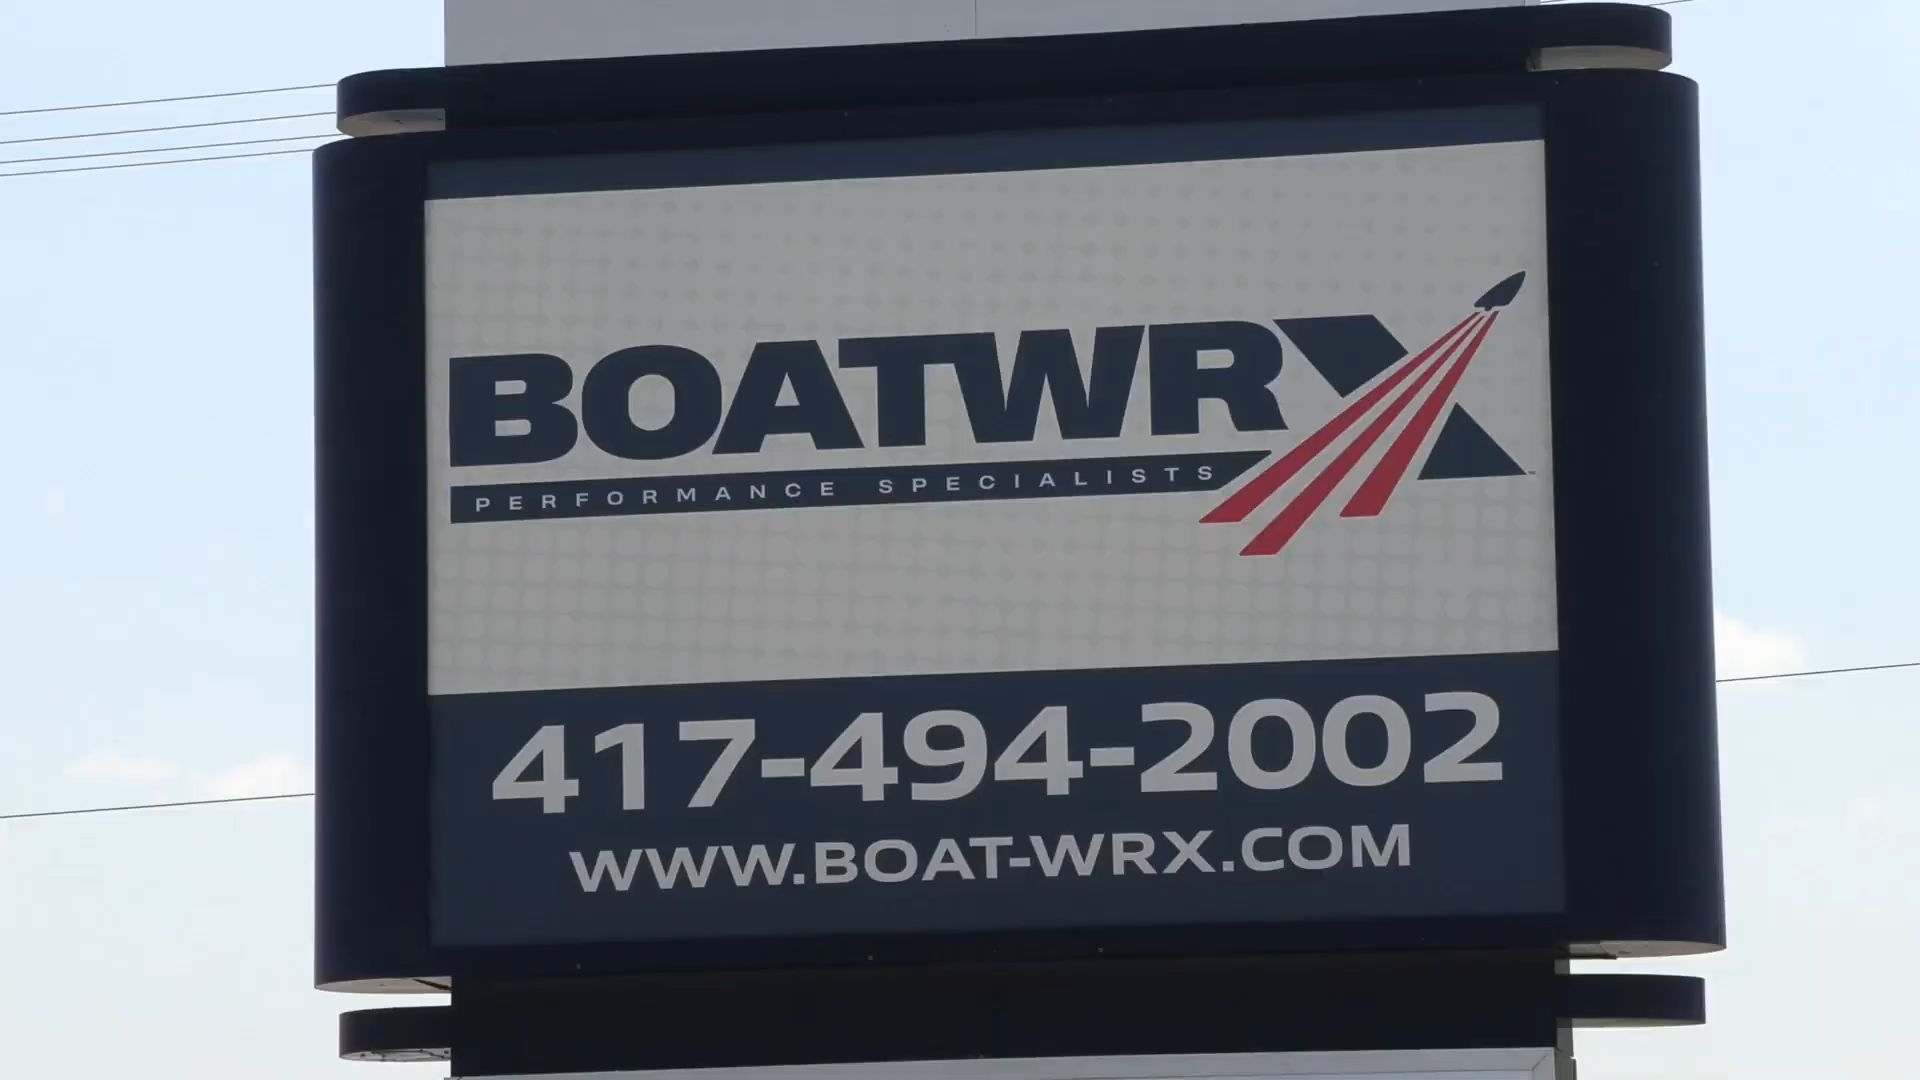 BOATWRX
PERFORMANCE SPECIALISTS
417-494-2002
WWW.BOAT-WRX.COM